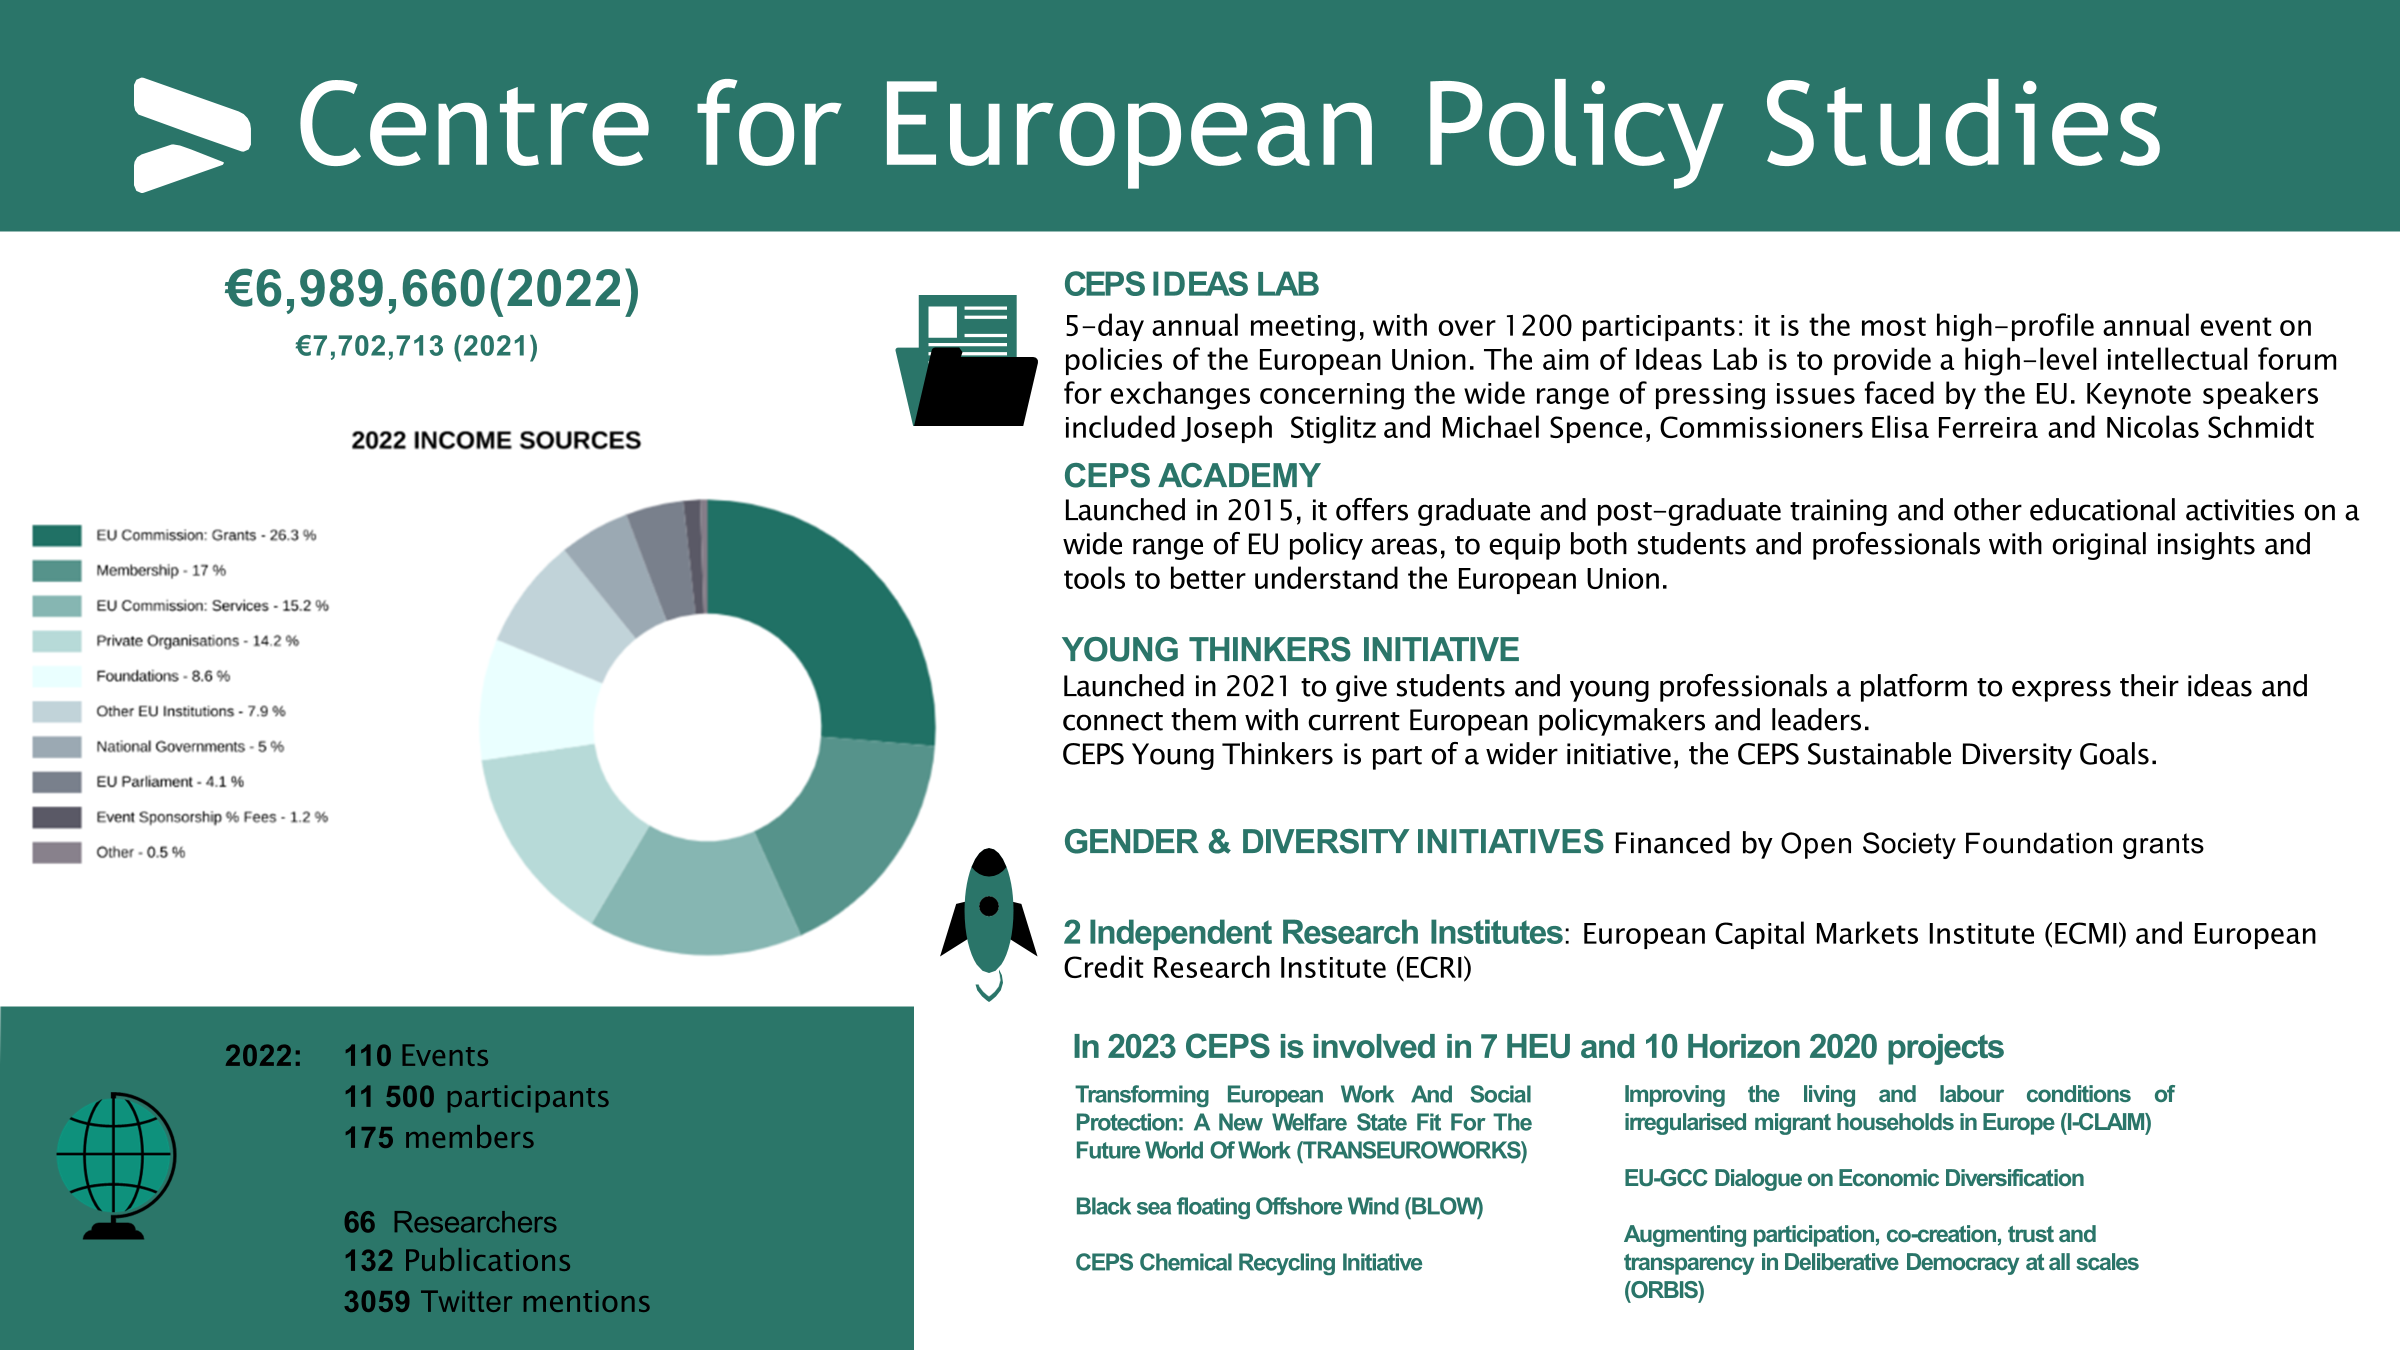 Centre for European Policy Studies
€6,989,660(2022)
€7,702,713 (2021)
2022 INCOME SOURCES
EU Commission: Grants - 26.3 %
Membership - 17 %
EU Commission: Services - 15.2 %
Private Organisations - 14.2 %
Foundations - 8.6 %
Other EU Institutions - 7.9 %
National Governments - 5 %
EU Parliament - 4.1 %
Event Sponsorship % Fees - 1.2 %
Other - 0.5 %
2022: 110 Events
11 500 participants
175 members
66 Researchers
132 Publications
3059 Twitter mentions
CEPS IDEAS LAB
5-day annual meeting, with over 1200 participants: it is the most high-profile annual event on
policies of the European Union. The aim of Ideas Lab is to provide a high-level intellectual forum
for exchanges concerning the wide range of pressing issues faced by the EU. Keynote speakers
included Joseph Stiglitz and Michael Spence, Commissioners Elisa Ferreira and Nicolas Schmidt
CEPS ACADEMY
Launched in 2015, it offers graduate and post-graduate training and other educational activities on a
wide range of EU policy areas, to equip both students and professionals with original insights and
tools to better understand the European Union.
YOUNG THINKERS INITIATIVE
Launched in 2021 to give students and young professionals a platform to express their ideas and
connect them with current European policymakers and leaders.
CEPS Young Thinkers is part of a wider initiative, the CEPS Sustainable Diversity Goals.
GENDER & DIVERSITY INITIATIVES Financed by Open Society Foundation grants
2 Independent Research Institutes: European Capital Markets Institute (ECMI) and European
Credit Research Institute (ECRI)
In 2023 CEPS is involved in 7 HEU and 10 Horizon 2020 projects
Transforming European Work And Social
Protection: A New Welfare State Fit For The
Future World Of Work (TRANSEUROWORKS)
Black sea floating Offshore Wind (BLOW)
CEPS Chemical Recycling Initiative
Improving the living and labour conditions of
irregularised migrant households in Europe (I-CLAIM)
EU-GCC Dialogue on Economic Diversification
Augmenting participation, co-creation, trust and
transparency in Deliberative Democracy at all scales
(ORBIS)